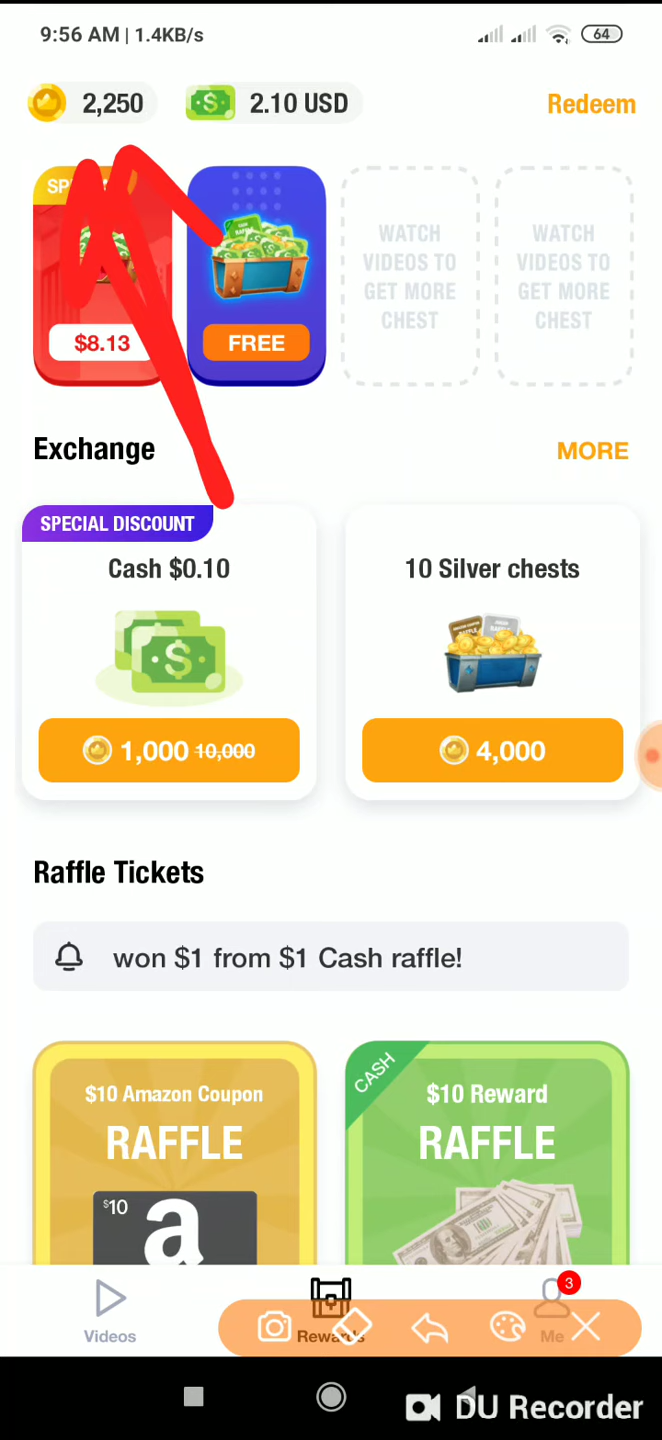 9:56 AM | 1.4KB/s
64
2,250
2.10 USD
Redeem
$8.13
FREE
WATCH
VIDEOS TO
GET MORE
CHEST
WATCH
VIDEOS TO
GET MORE
CHEST
Exchange
MORE
SPECIAL DISCOUNT
Cash $0.10
10 Silver chests
1,000 10,000
4,000
Raffle Tickets
won $1 from $1 Cash raffle!
$10 Amazon Coupon
RAFFLE
$10
a
CASH
$10 Reward
RAFFLE
3
Videos
Rewards
Me
DU Recorder